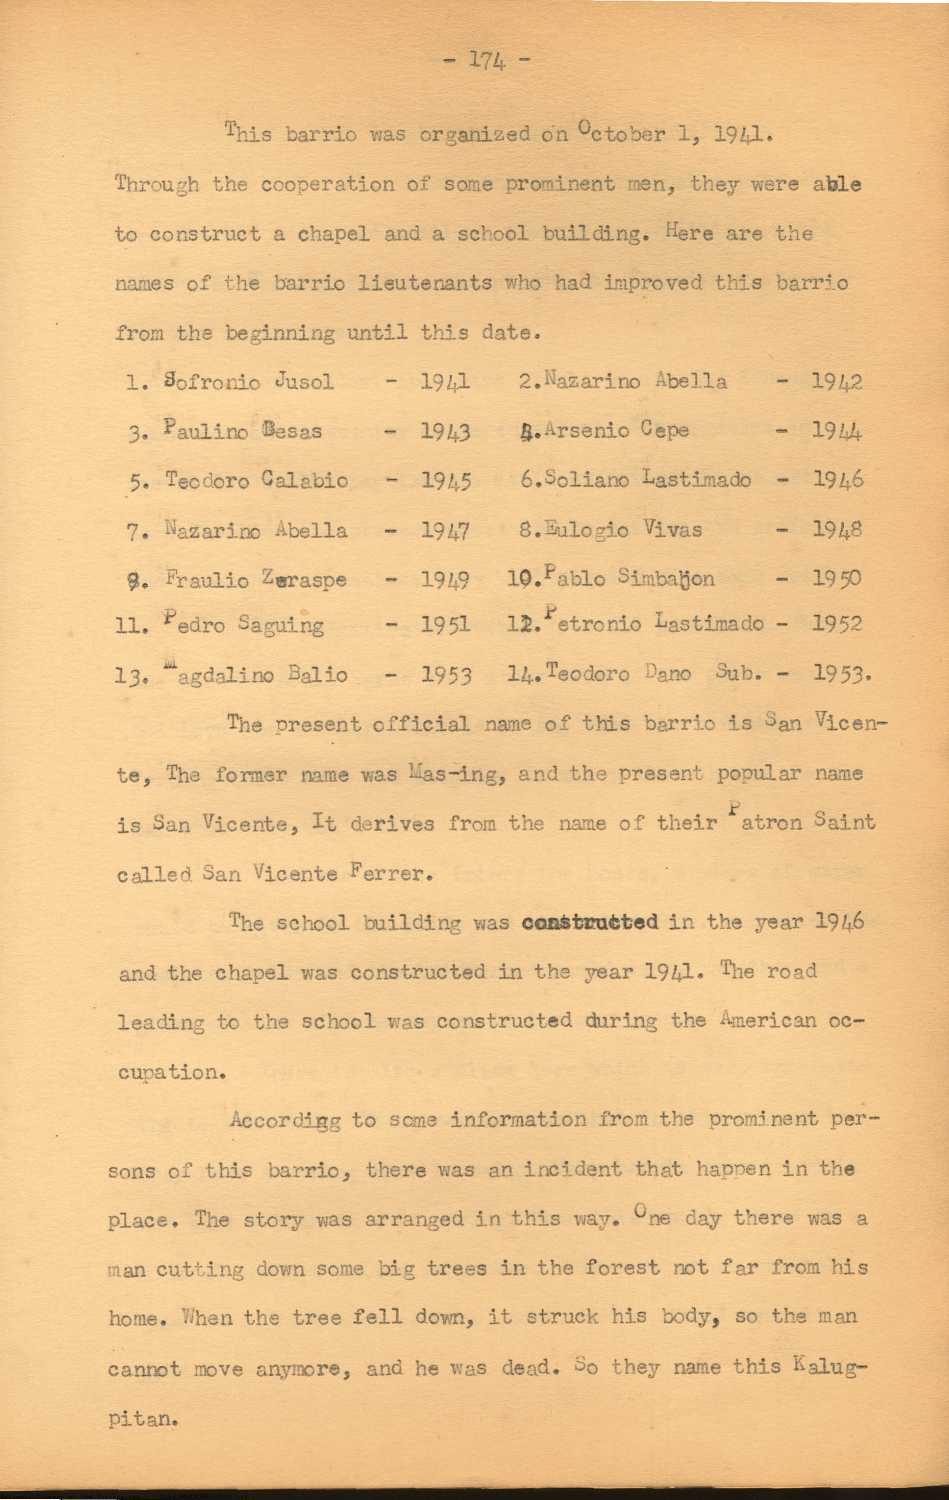 - 174 -
This barrio was organized on October 1, 1941.
Through the cooperation of some prominent men, they were able
to construct a chapel and a school building. Here are the
names of the barrio lieutenants who had improved this barrio
from the beginning until this date.
1. Sofronio Jusol - 1941 2.Nazarino Abella - 1942
3. Paulino Besas - 1943 4.Arsenio Cepe - 1944
5. Teodoro Calabio - 1945 6.Soliano Lastimado - 1946
7. Nazarino Abella - 1947 8.Eulogio Vivas - 1948
9. Fraulio Zeraspe - 1949 10.Pablo Simbahon - 1950
11. Pedro Saguing - 1951 12.Petronio Lastimado - 1952
13. Magdalino Balio - 1953 14.Teodoro Dano Sub. - 1953.
The present official name of this barrio is San Vicen-
te, The former name was Mas-ing, and the present popular name
is San Vicente, It derives from the name of their Patron Saint
called San Vicente Ferrer.
The school building was constructed in the year 1946
and the chapel was constructed in the year 1941. The road
leading to the school was constructed during the American oc-
cupation.
According to some information from the prominent per-
sons of this barrio, there was an incident that happen in the
place. The story was arranged in this way. One day there was a
man cutting down some big trees in the forest not far from his
home. When the tree fell down, it struck his body, so the man
cannot move anymore, and he was dead. So they name this Kalug-
pitan.